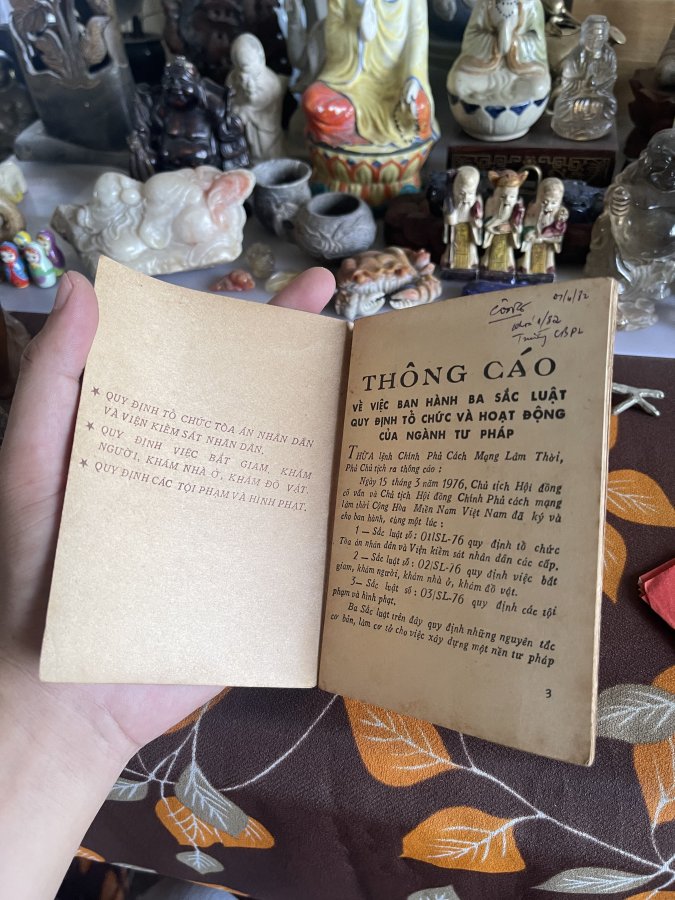 ★ QUY ĐỊNH TỔ CHỨC TÒA ÁN NHÂN DÂN
VÀ VIỆN KIỂM SÁT NHÂN DÂN.
★ QUY ĐỊNH VIỆC BẮT GIAM, KHÁM
NGƯỜI, KHÁM NHÀ Ở, KHÁM ĐỒ VẬT.
★ QUY ĐỊNH CÁC TỘI PHẠM VÀ HÌNH PHẠT.
07/6/82
THÔNG CÁO
VỀ VIỆC BAN HÀNH BA SẮC LUẬT
QUY ĐỊNH TỔ CHỨC VÀ HOẠT ĐỘNG
CỦA NGÀNH TƯ PHÁP
THỪA lệnh Chính Phủ Cách Mạng Lâm Thời,
Phủ Chủ tịch ra thông cáo :
Ngày 15 tháng 3 năm 1976, Chủ tịch Hội đồng
cố vấn và Chủ tịch Hội đồng Chính Phủ cách mạng
lâm thời Cộng Hòa Miền Nam Việt Nam đã ký và
cho ban hành, cùng một lúc :
1 — Sắc luật số : 01/SL-76 quy định tổ chức
Tòa án nhân dân và Viện kiểm sát nhân dân các cấp.
2 — Sắc luật số : 02/SL-76 quy định việc bắt
giam, khám người, khám nhà ở, khám đồ vật.
3— Sắc luật số : 03/SL-76 quy định các tội
phạm và hình phạt.
Ba Sắc luật trên đây quy định những nguyên tắc
cơ bản, làm cơ sở cho việc xây dựng một nền tư pháp
3